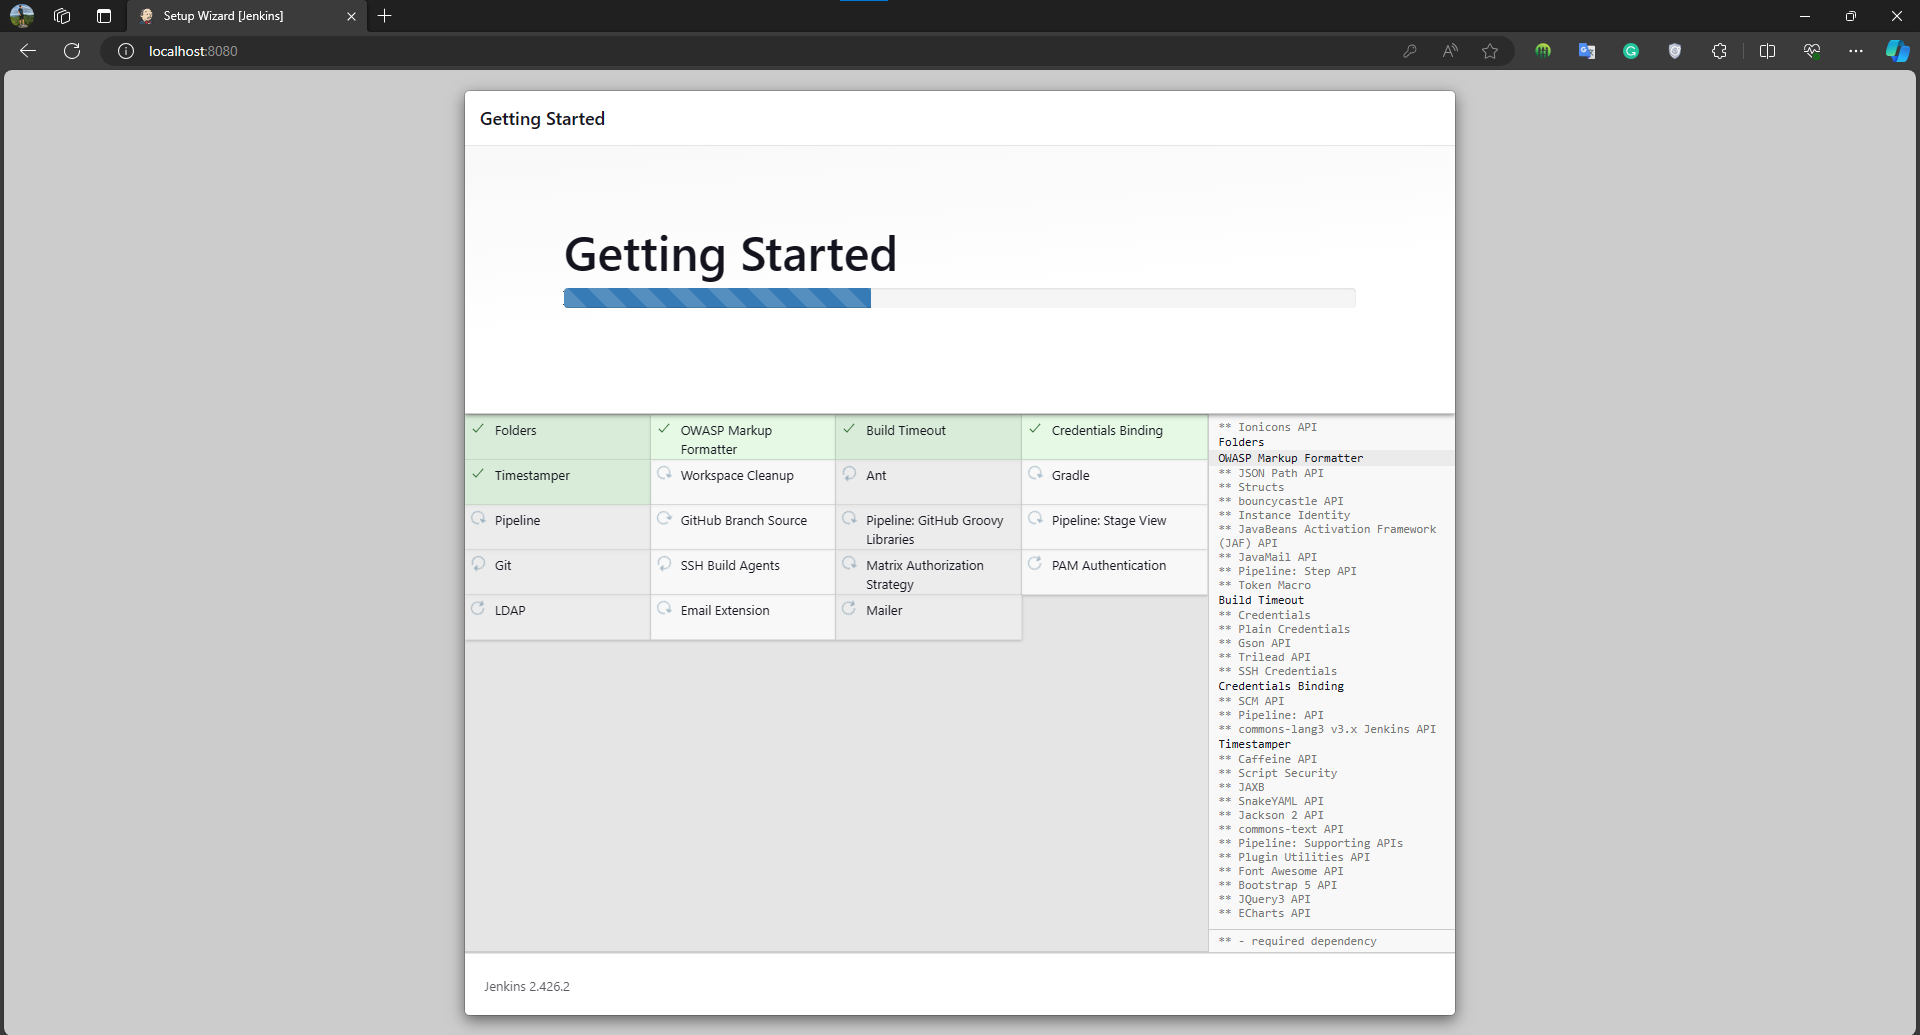 Setup Wizard [Jenkins]
localhost:8080
Getting Started
Getting Started
Folders
OWASP Markup
Formatter
Build Timeout
Credentials Binding
Timestamper
Workspace Cleanup
Ant
Gradle
Pipeline
GitHub Branch Source
Pipeline: GitHub Groovy
Libraries
Pipeline: Stage View
Git
SSH Build Agents
Matrix Authorization
Strategy
PAM Authentication
LDAP
Email Extension
Mailer
** Ionicons API
Folders
OWASP Markup Formatter
** JSON Path API
** Structs
** bouncycastle API
** Instance Identity
** JavaBeans Activation Framework
(JAF) API
** JavaMail API
** Pipeline: Step API
** Token Macro
Build Timeout
** Credentials
** Plain Credentials
** Gson API
** Trilead API
** SSH Credentials
Credentials Binding
** SCM API
** Pipeline: API
** commons-lang3 v3.x Jenkins API
Timestamper
** Caffeine API
** Script Security
** JAXB
** SnakeYAML API
** Jackson 2 API
** commons-text API
** Pipeline: Supporting APIs
** Plugin Utilities API
** Font Awesome API
** Bootstrap 5 API
** JQuery3 API
** ECharts API
** - required dependency
Jenkins 2.426.2